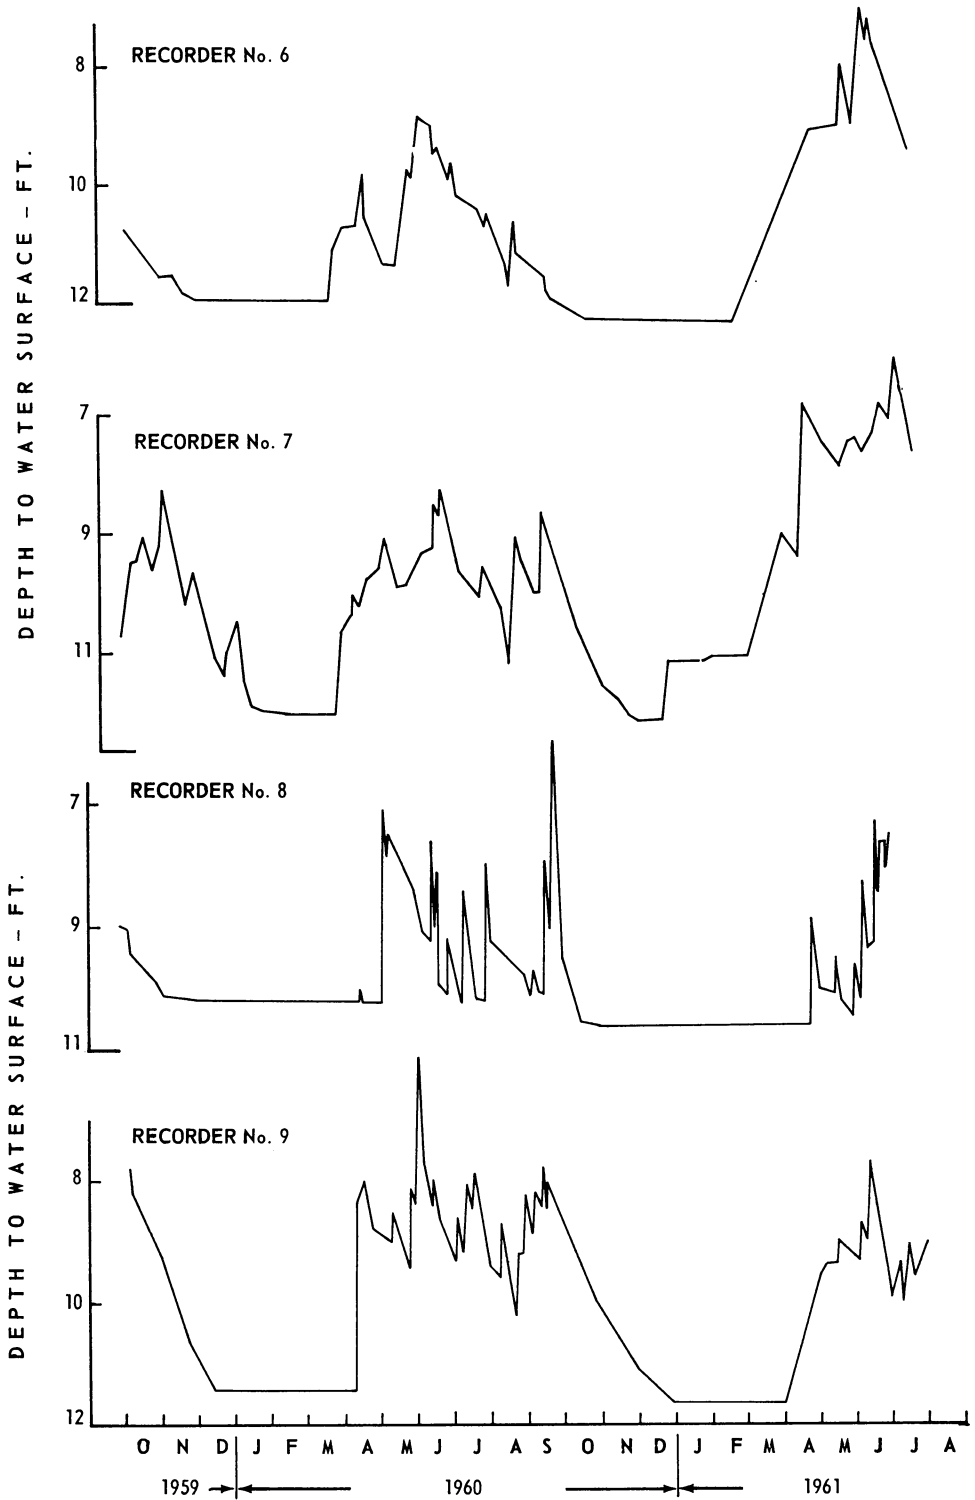 RECORDER No. 6
8
10
12
DEPTH TO WATER SURFACE – FT.
7
RECORDER No. 7
9
11
RECORDER No. 8
7
9
11
DEPTH TO WATER SURFACE – FT.
RECORDER No. 9
8
10
12
O N D J F M A M J J A S O N D J F M A M J J A
1959 1960 1961